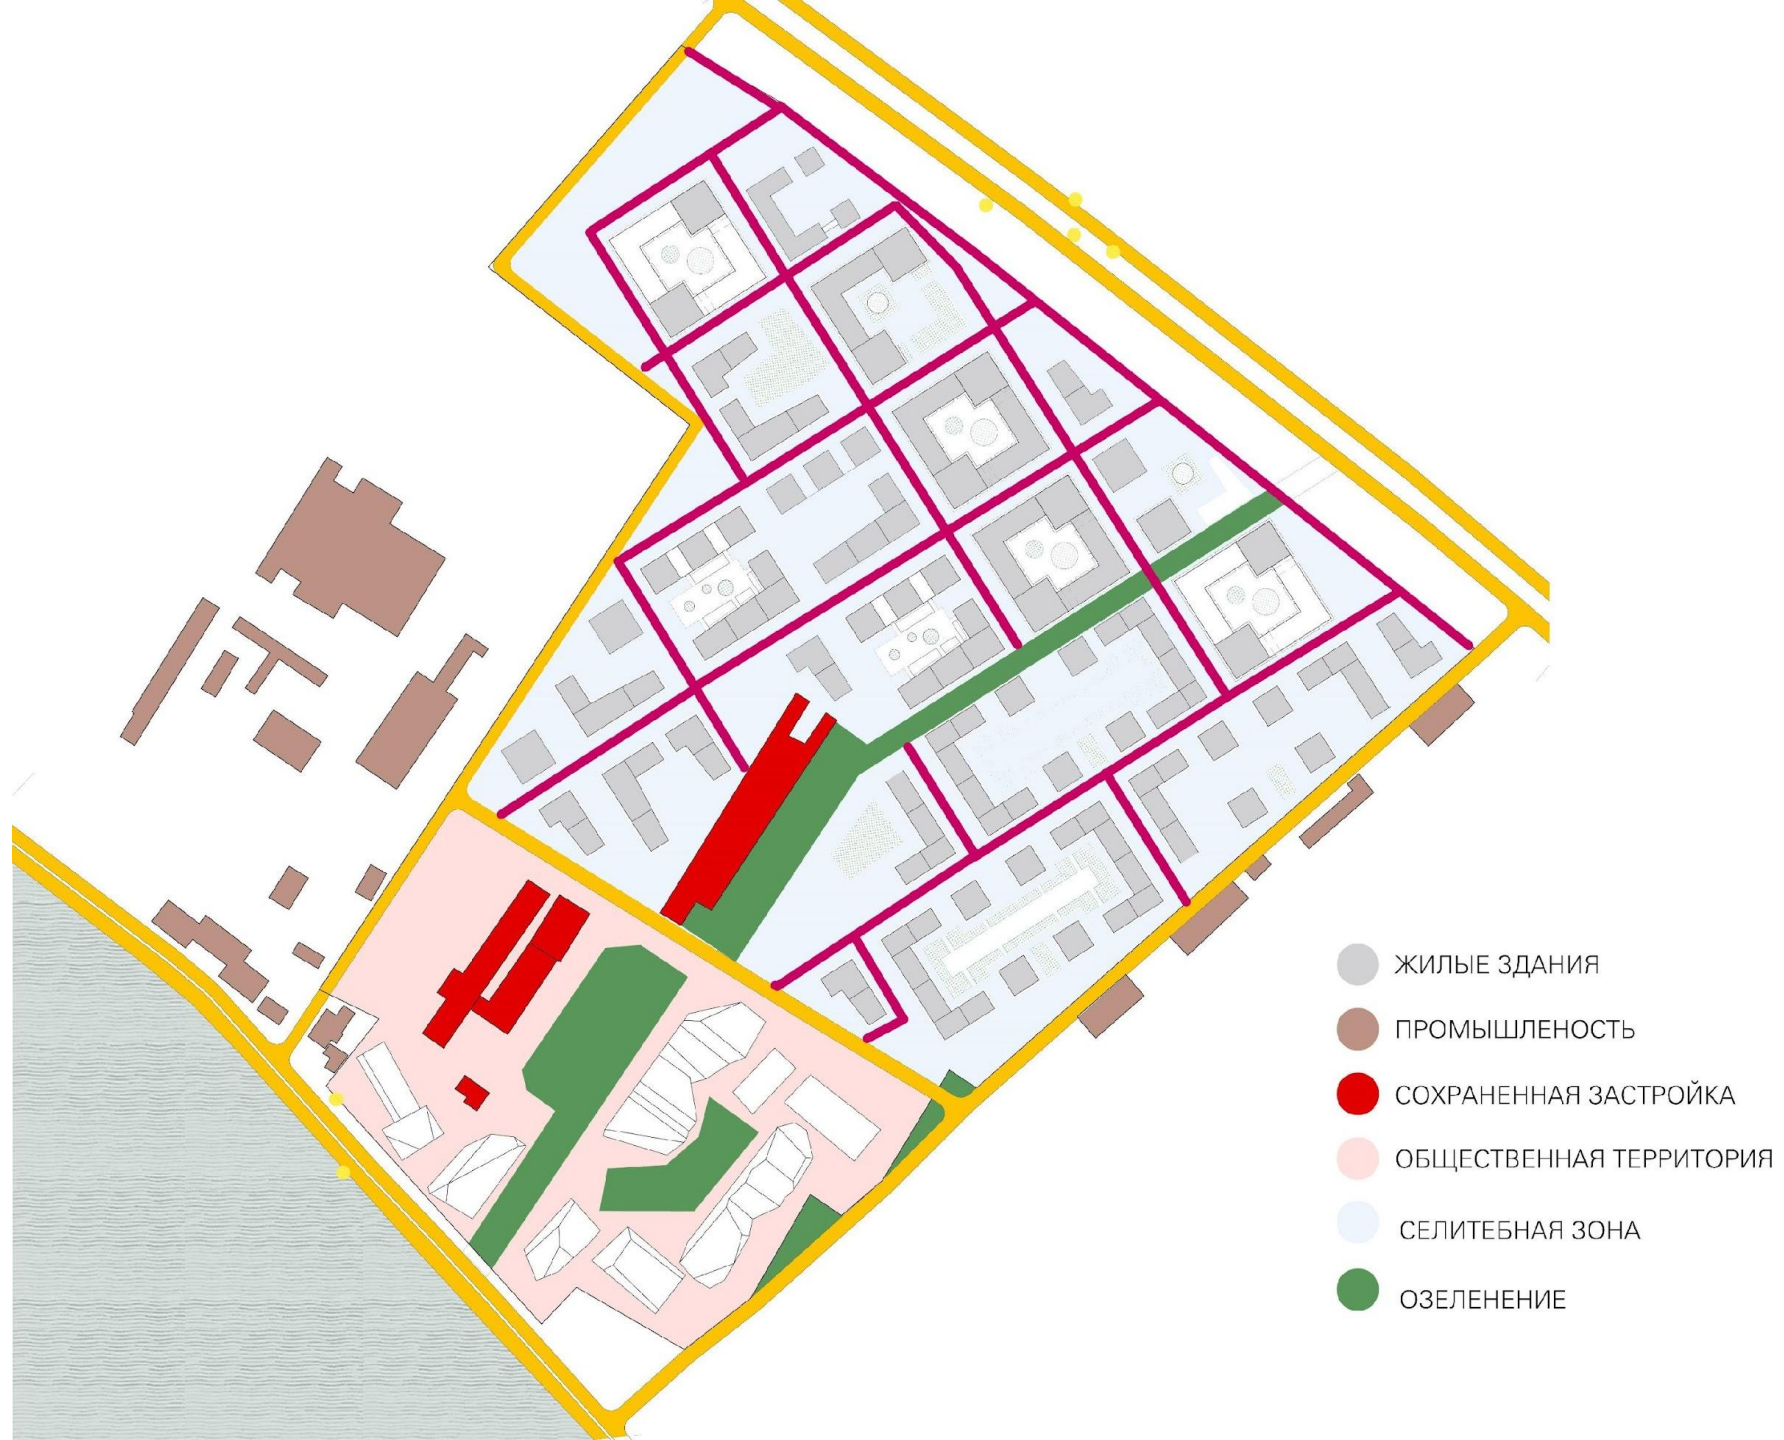 ЖИЛЫЕ ЗДАНИЯ
ПРОМЫШЛЕНОСТЬ
СОХРАНЕННАЯ ЗАСТРОЙКА
ОБЩЕСТВЕННАЯ ТЕРРИТОРИЯ
СЕЛИТЕБНАЯ ЗОНА
ОЗЕЛЕНЕНИЕ